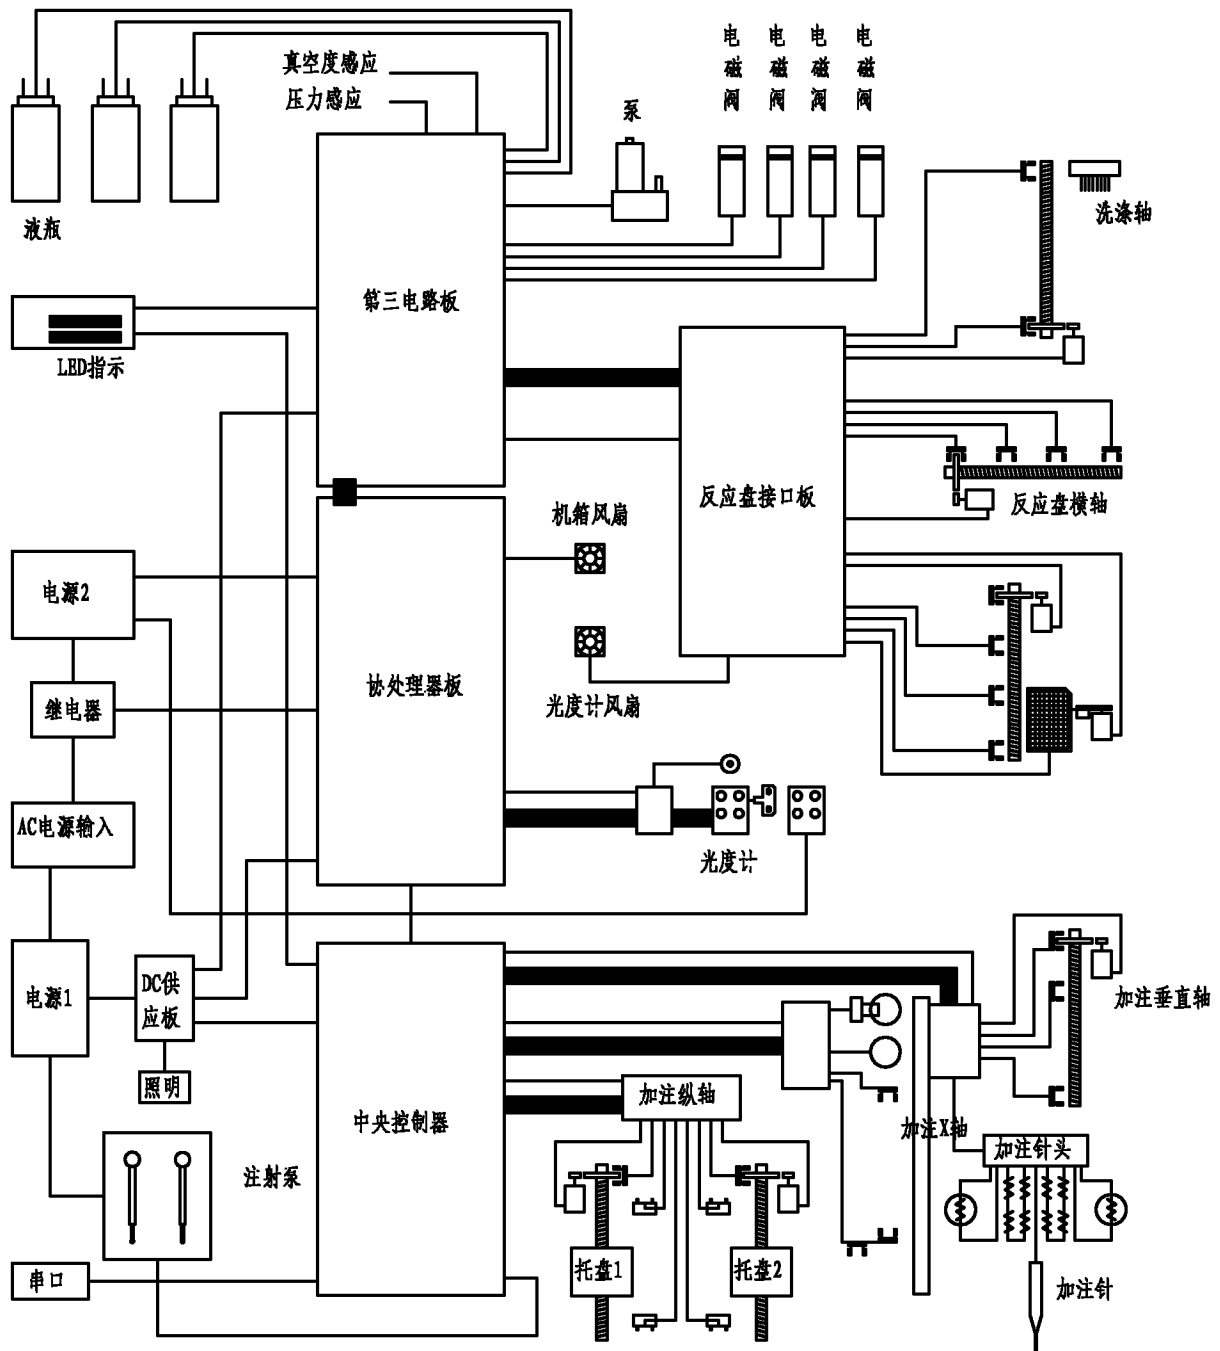 电磁阀
电磁阀
电磁阀
电磁阀
真空度感应
压力感应
泵
液瓶
洗涤轴
第三电路板
LED指示
反应盘接口板
反应盘横轴
机箱风扇
电源2
协处理器板
光度计风扇
继电器
AC电源输入
光度计
电源1
DC供
应板
加注垂直轴
照明
加注纵轴
中央控制器
加注X轴
加注针头
注射泵
托盘1
托盘2
串口
加注针